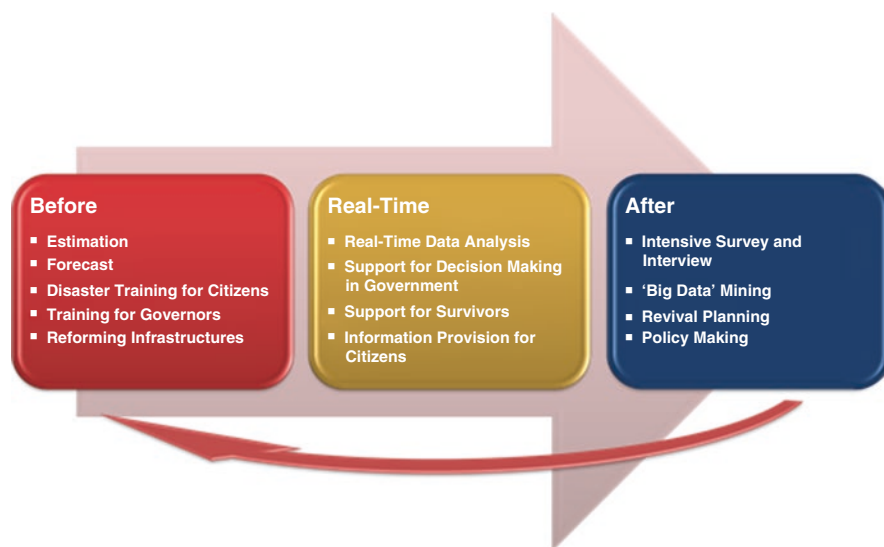 Before
▪ Estimation
▪ Forecast
▪ Disaster Training for Citizens
▪ Training for Governors
▪ Reforming Infrastructures
Real-Time
▪ Real-Time Data Analysis
▪ Support for Decision Making
in Government
▪ Support for Survivors
▪ Information Provision for
Citizens
After
▪ Intensive Survey and
Interview
▪ ‘Big Data’ Mining
▪ Revival Planning
▪ Policy Making